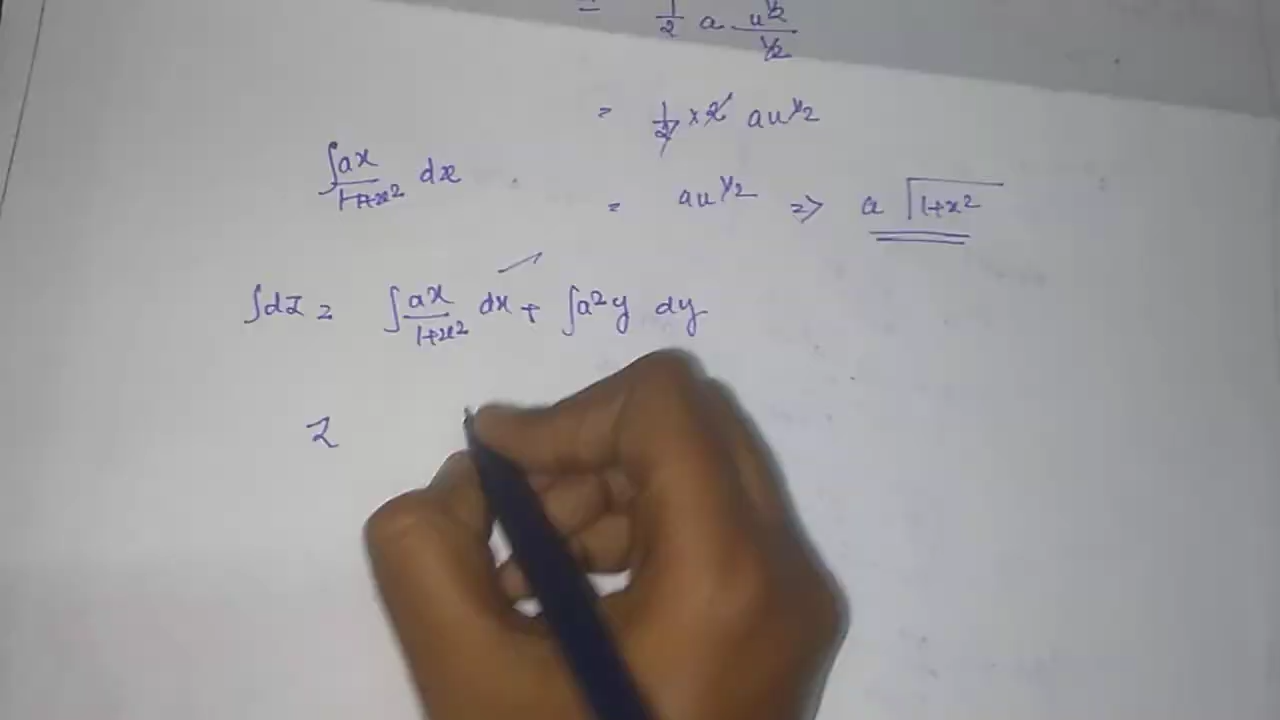 = 1/2 a u^1/2 / 1/2
= 1/2 × 2 au^1/2
∫ax/1+x² dx
= au^1/2 => a √1+x²
∫dz = ∫ax/1+x² dx + ∫a²y dy
z